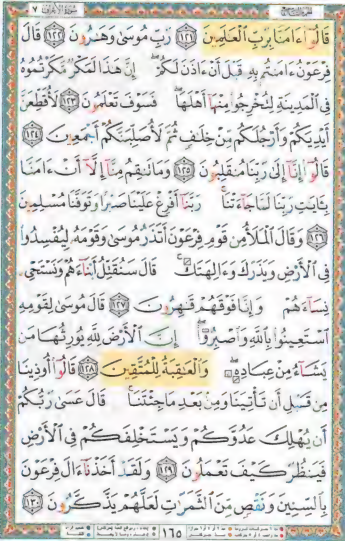 ٧ سُورَةُ الأَعْرَافِ
قَالُوٓا۟ ءَامَنَّا بِرَبِّ ٱلْعَٰلَمِينَ ١٢١ رَبِّ مُوسَىٰ وَهَٰرُونَ ١٢٢ قَالَ
فِرْعَوْنُ ءَامَنتُم بِهِۦ قَبْلَ أَنْ ءَاذَنَ لَكُمْ ۖ إِنَّ هَٰذَا لَمَكْرٌ مَّكَرْتُمُوهُ
فِى ٱلْمَدِينَةِ لِتُخْرِجُوا۟ مِنْهَآ أَهْلَهَا ۖ فَسَوْفَ تَعْلَمُونَ ١٢٣ لَأُقَطِّعَنَّ
أَيْدِيَكُمْ وَأَرْجُلَكُم مِّنْ خِلَٰفٍ ثُمَّ لَأُصَلِّبَنَّكُمْ أَجْمَعِينَ ١٢٤
قَالُوٓا۟ إِنَّآ إِلَىٰ رَبِّنَا مُنقَلِبُونَ ١٢٥ وَمَا تَنقِمُ مِنَّآ إِلَّآ أَنْ ءَامَنَّا
بِـَٔايَٰتِ رَبِّنَا لَمَّا جَآءَتْنَا ۚ رَبَّنَآ أَفْرِغْ عَلَيْنَا صَبْرًا وَتَوَفَّنَا مُسْلِمِينَ
١٢٦ وَقَالَ ٱلْمَلَأُ مِن قَوْمِ فِرْعَوْنَ أَتَذَرُ مُوسَىٰ وَقَوْمَهُۥ لِيُفْسِدُوا۟
فِى ٱلْأَرْضِ وَيَذَرَكَ وَءَالِهَتَكَ ۚ قَالَ سَنُقَتِّلُ أَبْنَآءَهُمْ وَنَسْتَحْىِۦ
نِسَآءَهُمْ وَإِنَّا فَوْقَهُمْ قَٰهِرُونَ ١٢٧ قَالَ مُوسَىٰ لِقَوْمِهِ
ٱسْتَعِينُوا۟ بِٱللَّهِ وَٱصْبِرُوٓا۟ ۖ إِنَّ ٱلْأَرْضَ لِلَّهِ يُورِثُهَا مَن
يَشَآءُ مِنْ عِبَادِهِۦ ۖ وَٱلْعَٰقِبَةُ لِلْمُتَّقِينَ ١٢٨ قَالُوٓا۟ أُوذِينَا
مِن قَبْلِ أَن تَأْتِيَنَا وَمِنۢ بَعْدِ مَا جِئْتَنَا ۚ قَالَ عَسَىٰ رَبُّكُمْ
أَن يُهْلِكَ عَدُوَّكُمْ وَيَسْتَخْلِفَكُمْ فِى ٱلْأَرْضِ
فَيَنظُرَ كَيْفَ تَعْمَلُونَ ١٢٩ وَلَقَدْ أَخَذْنَآ ءَالَ فِرْعَوْنَ
بِٱلسِّنِينَ وَنَقْصٍ مِّنَ ٱلثَّمَرَٰتِ لَعَلَّهُمْ يَذَّكَّرُونَ ١٣٠
١٦٥